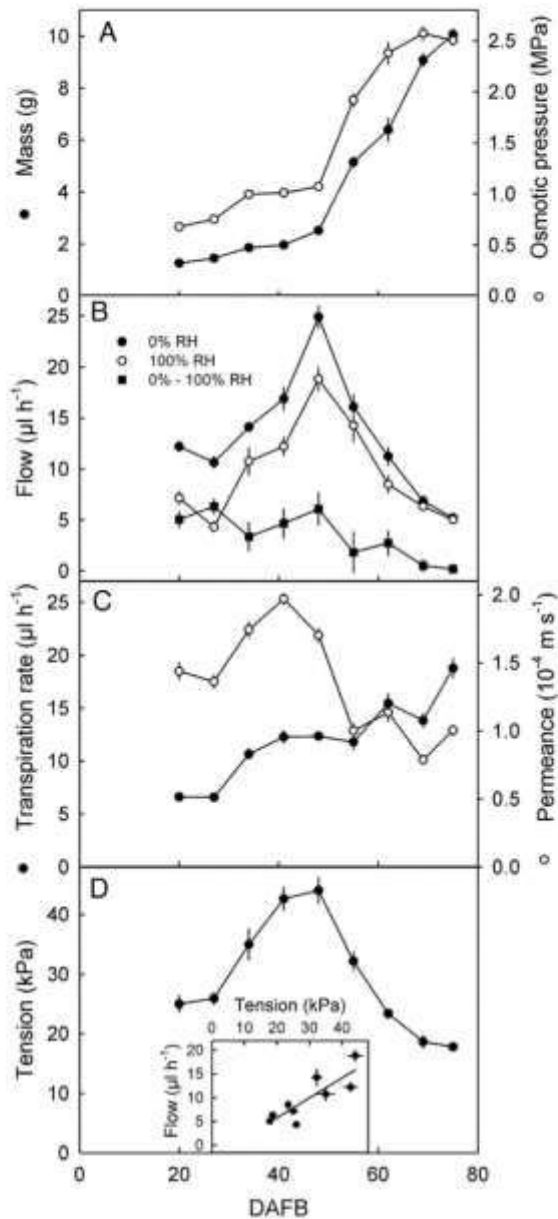 A
Mass (g)
10
8
6
4
2
0
Osmotic pressure (MPa)
2.5
2.0
1.5
1.0
0.5
0.0
B
0% RH
100% RH
0% - 100% RH
Flow (µl h⁻¹)
25
20
15
10
5
0
C
Transpiration rate (µl h⁻¹)
25
20
15
10
5
0
Permeance (10⁻⁴ m s⁻¹)
2.0
1.5
1.0
0.5
0.0
D
Tension (kPa)
40
30
20
10
0
Tension (kPa)
0 10 20 30 40
Flow (µl h⁻¹)
20
15
10
5
0
0 20 40 60 80
DAFB